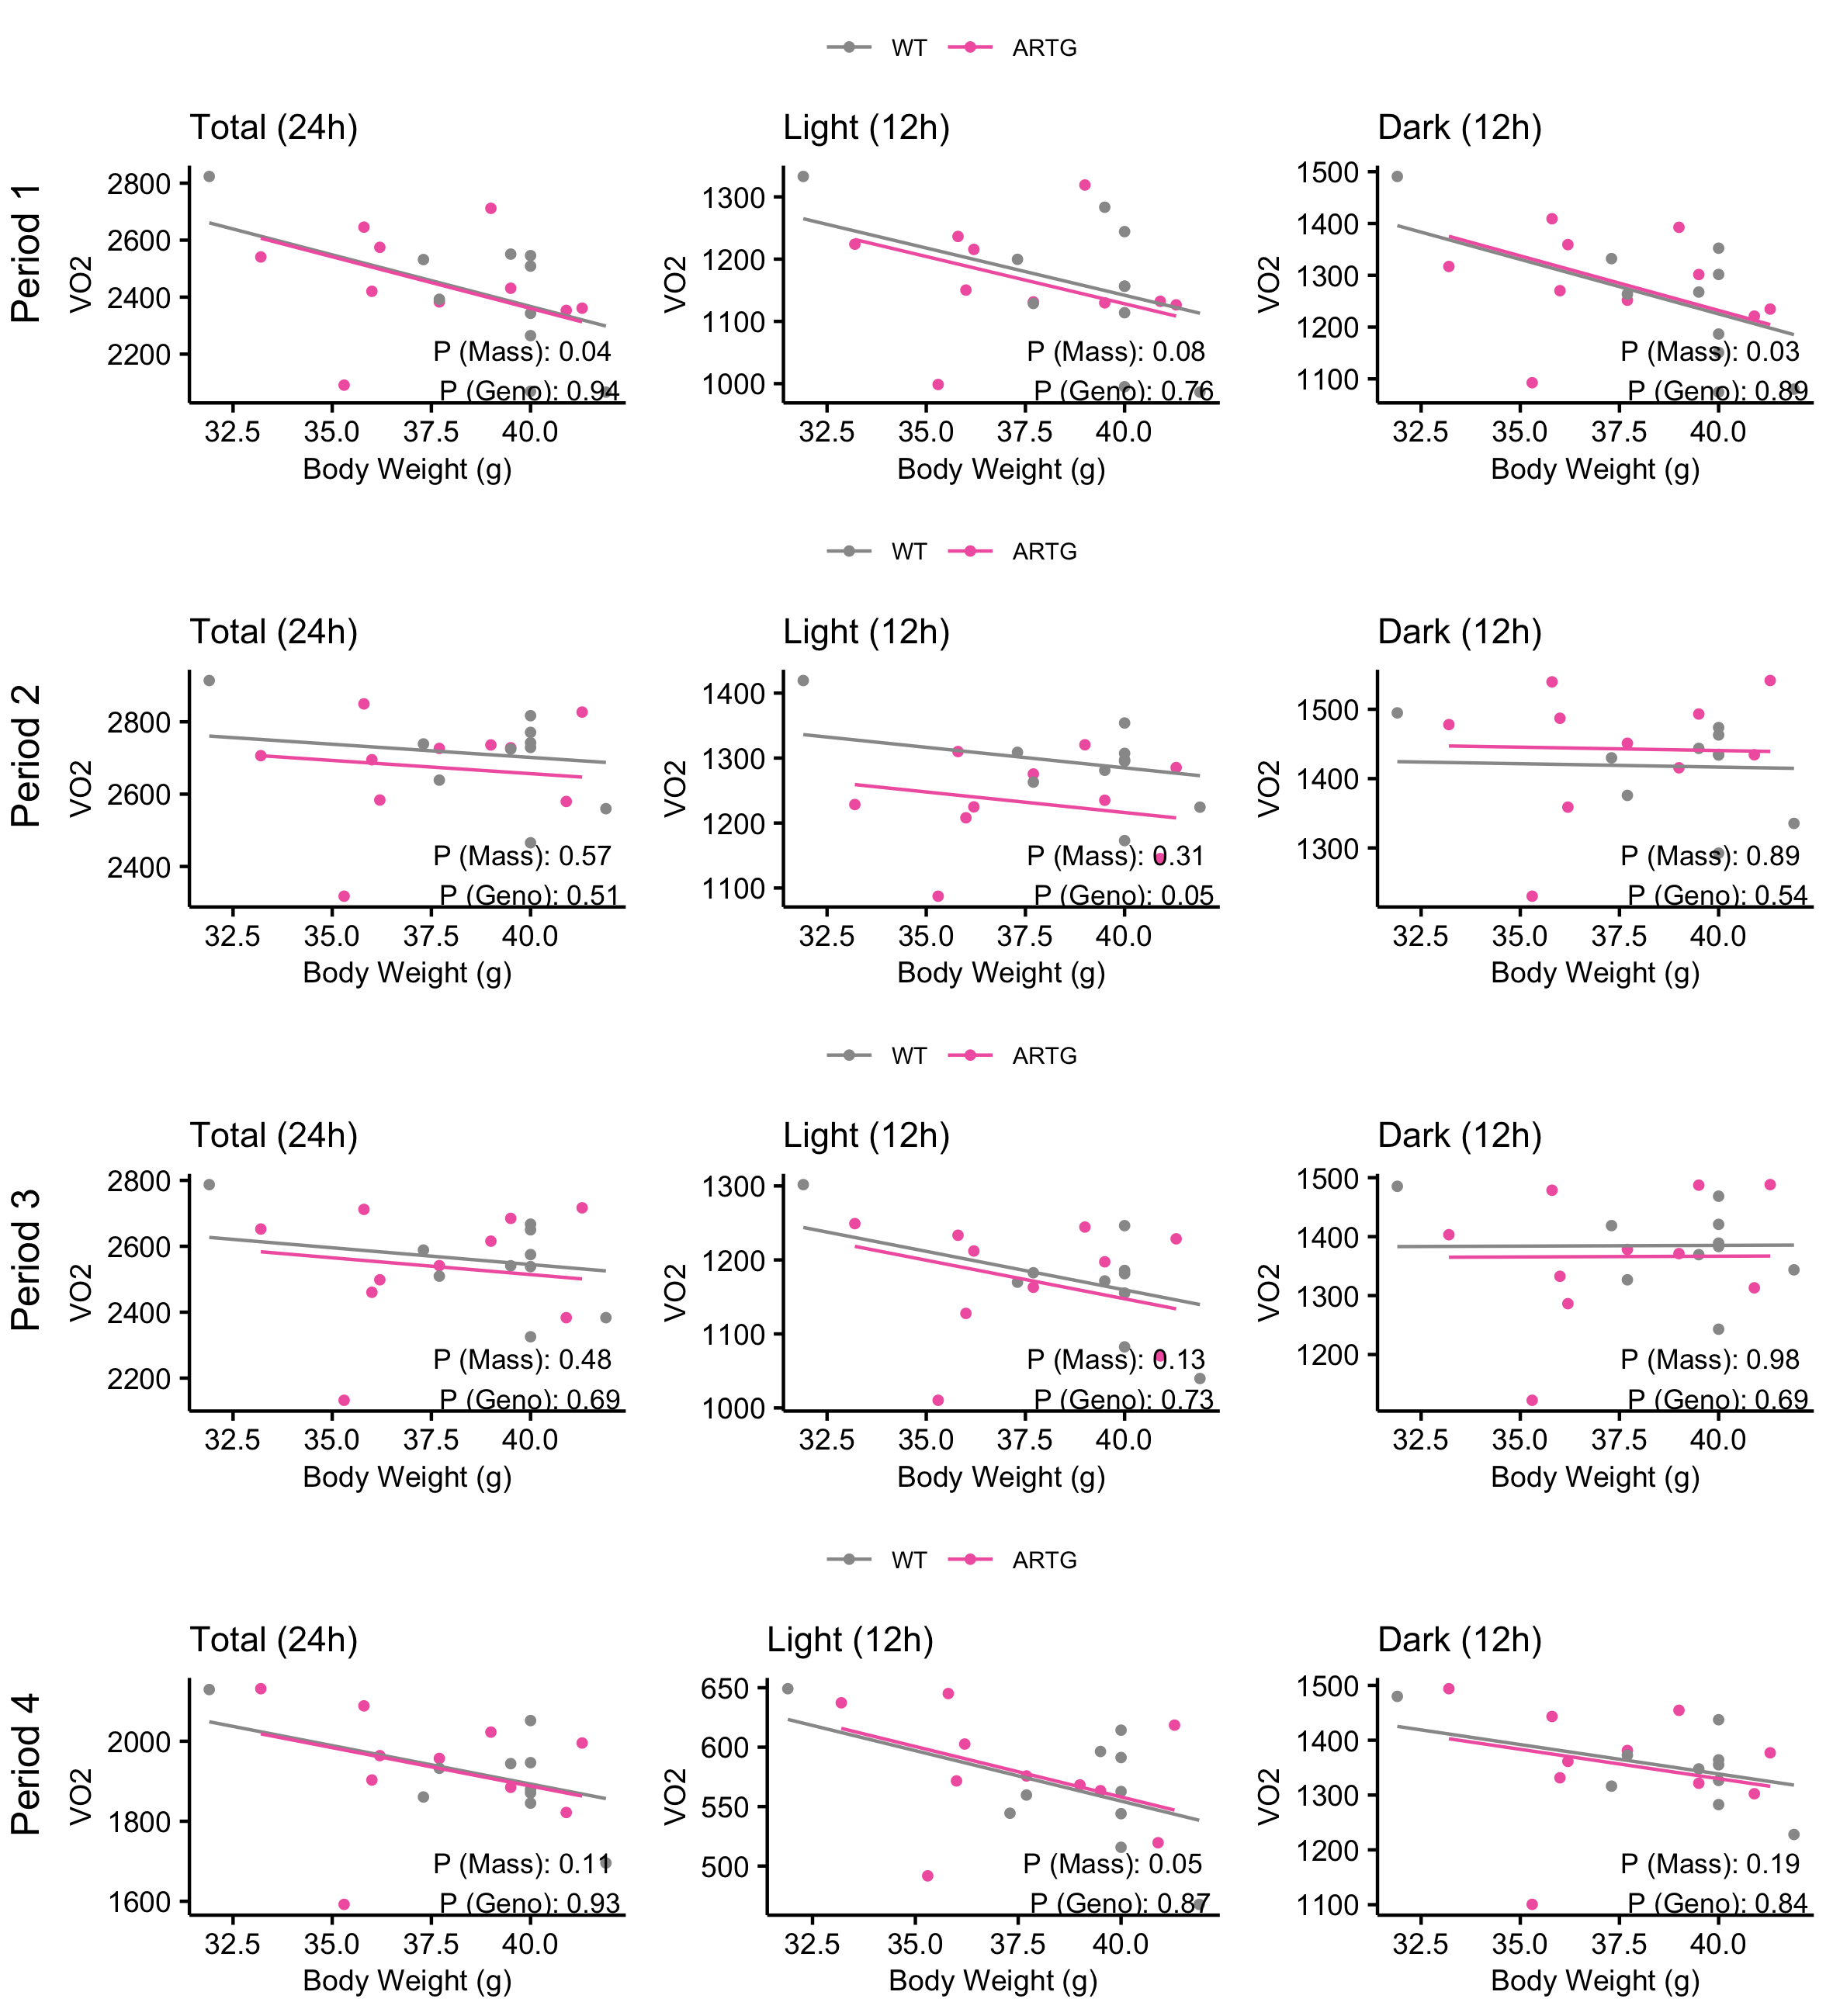 WT ARTG
Total (24h) Light (12h) Dark (12h)
Period 1
VO2 VO2 VO2
2800 1300 1500
2600 1200 1400
2400 1100 1300
2200 1000 1200
1100
P (Mass): 0.04 P (Mass): 0.08 P (Mass): 0.03
P (Geno): 0.94 P (Geno): 0.76 P (Geno): 0.89
32.5 35.0 37.5 40.0 32.5 35.0 37.5 40.0 32.5 35.0 37.5 40.0
Body Weight (g) Body Weight (g) Body Weight (g)
WT ARTG
Total (24h) Light (12h) Dark (12h)
Period 2
VO2 VO2 VO2
2800 1400 1500
2600 1300 1400
2400 1200 1300
1100
P (Mass): 0.57 P (Mass): 0.31 P (Mass): 0.89
P (Geno): 0.51 P (Geno): 0.05 P (Geno): 0.54
32.5 35.0 37.5 40.0 32.5 35.0 37.5 40.0 32.5 35.0 37.5 40.0
Body Weight (g) Body Weight (g) Body Weight (g)
WT ARTG
Total (24h) Light (12h) Dark (12h)
Period 3
VO2 VO2 VO2
2800 1300 1500
2600 1200 1400
2400 1100 1300
2200 1000 1200
P (Mass): 0.48 P (Mass): 0.13 P (Mass): 0.98
P (Geno): 0.69 P (Geno): 0.73 P (Geno): 0.69
32.5 35.0 37.5 40.0 32.5 35.0 37.5 40.0 32.5 35.0 37.5 40.0
Body Weight (g) Body Weight (g) Body Weight (g)
WT ARTG
Total (24h) Light (12h) Dark (12h)
Period 4
VO2 VO2 VO2
2000 650 1500
1800 600 1400
1600 550 1300
500 1200
1100
P (Mass): 0.11 P (Mass): 0.05 P (Mass): 0.19
P (Geno): 0.93 P (Geno): 0.87 P (Geno): 0.84
32.5 35.0 37.5 40.0 32.5 35.0 37.5 40.0 32.5 35.0 37.5 40.0
Body Weight (g) Body Weight (g) Body Weight (g)